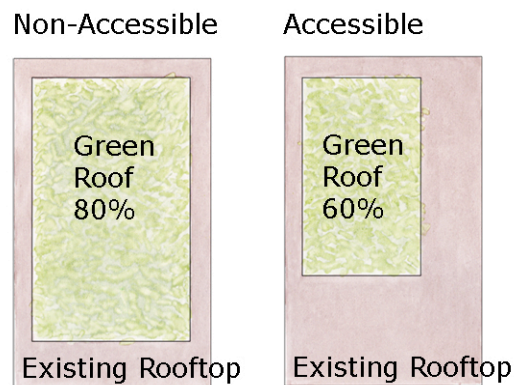 Non-Accessible
Accessible
Green
Roof
80%
Green
Roof
60%
Existing Rooftop
Existing Rooftop